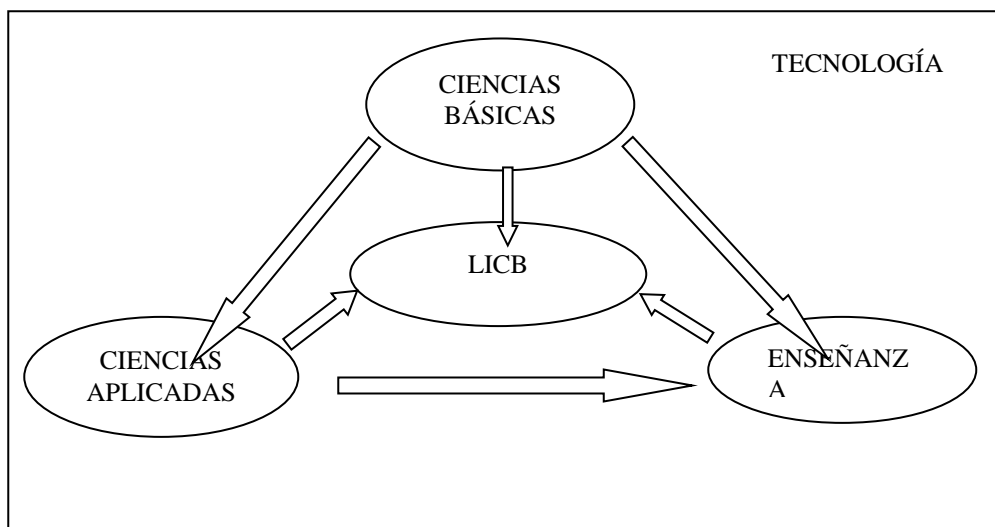 TECNOLOGÍA
CIENCIAS
BÁSICAS
LICB
CIENCIAS
APLICADAS
ENSEÑANZ
A